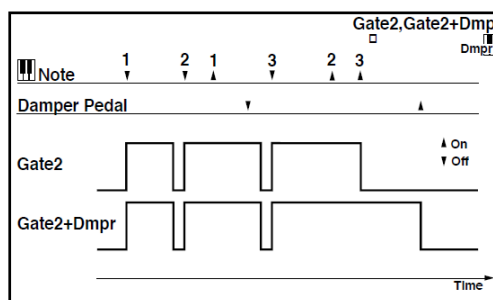 Gate2,Gate2+Dmp
Dmpr
Note 1 2 1 3 2 3
Damper Pedal
Gate2
▲ On
▼ Off
Gate2+Dmpr
Time